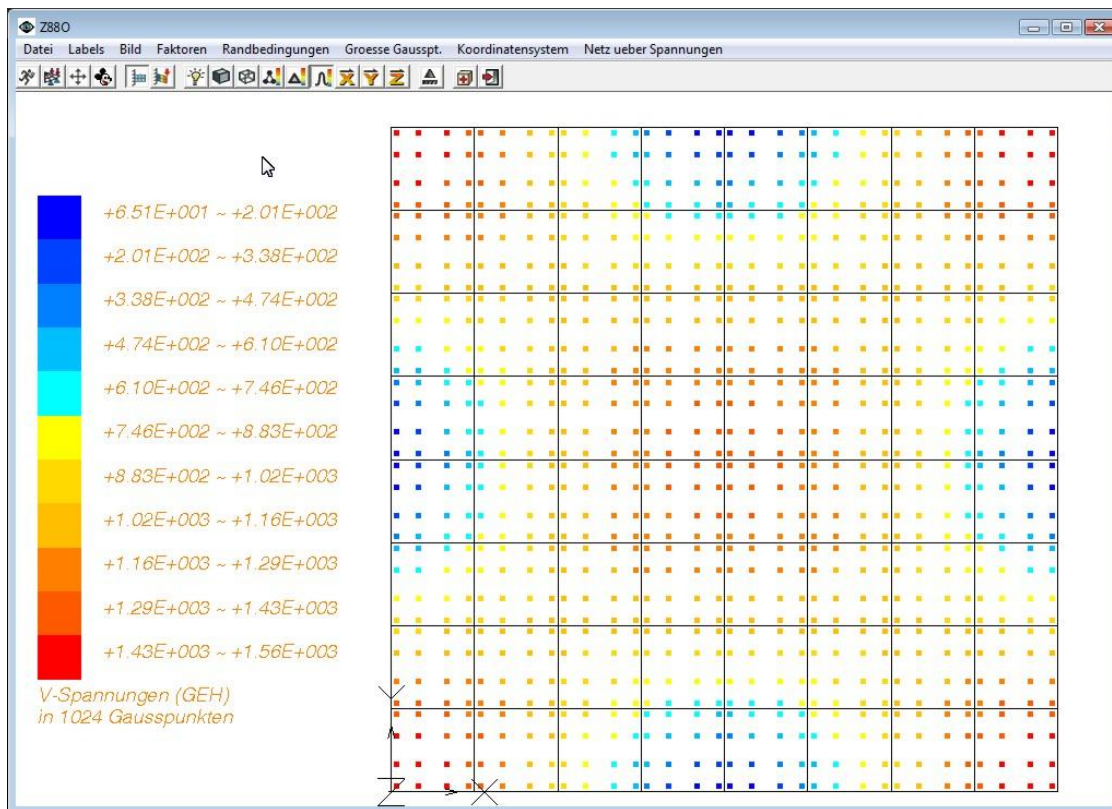 Z88O
Datei Labels Bild Faktoren Randbedingungen Groesse Gausspt. Koordinatensystem Netz ueber Spannungen
X Y Z
+6.51E+001 ~ +2.01E+002
+2.01E+002 ~ +3.38E+002
+3.38E+002 ~ +4.74E+002
+4.74E+002 ~ +6.10E+002
+6.10E+002 ~ +7.46E+002
+7.46E+002 ~ +8.83E+002
+8.83E+002 ~ +1.02E+003
+1.02E+003 ~ +1.16E+003
+1.16E+003 ~ +1.29E+003
+1.29E+003 ~ +1.43E+003
+1.43E+003 ~ +1.56E+003
V-Spannungen (GEH)
in 1024 Gausspunkten
Y
Z X